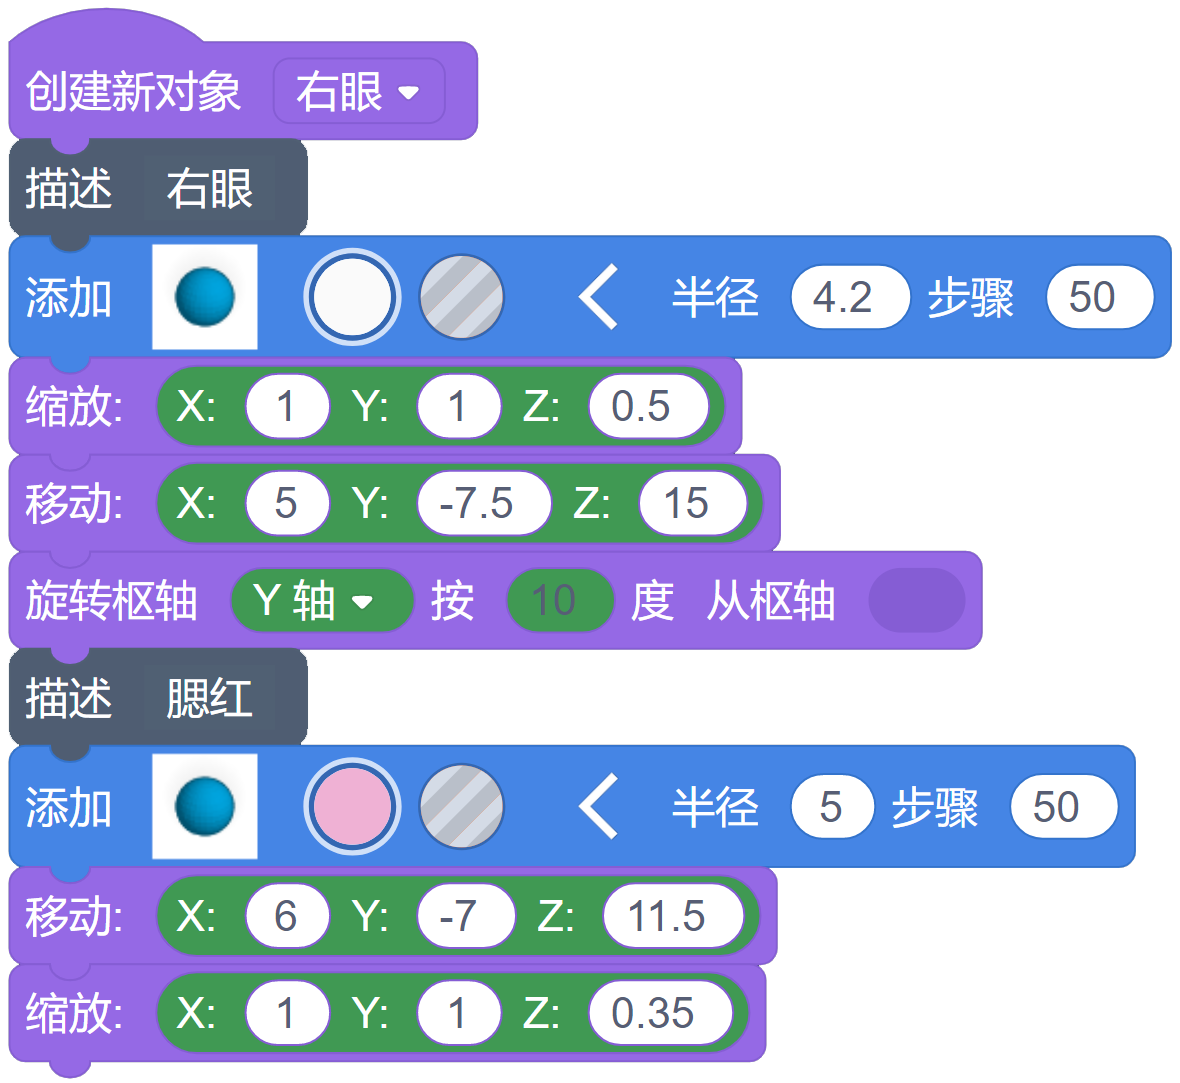 创建新对象 右眼
描述 右眼
添加 半径 4.2 步骤 50
缩放: X: 1 Y: 1 Z: 0.5
移动: X: 5 Y: -7.5 Z: 15
旋转枢轴 Y 轴 按 10 度 从枢轴
描述 腮红
添加 半径 5 步骤 50
移动: X: 6 Y: -7 Z: 11.5
缩放: X: 1 Y: 1 Z: 0.35